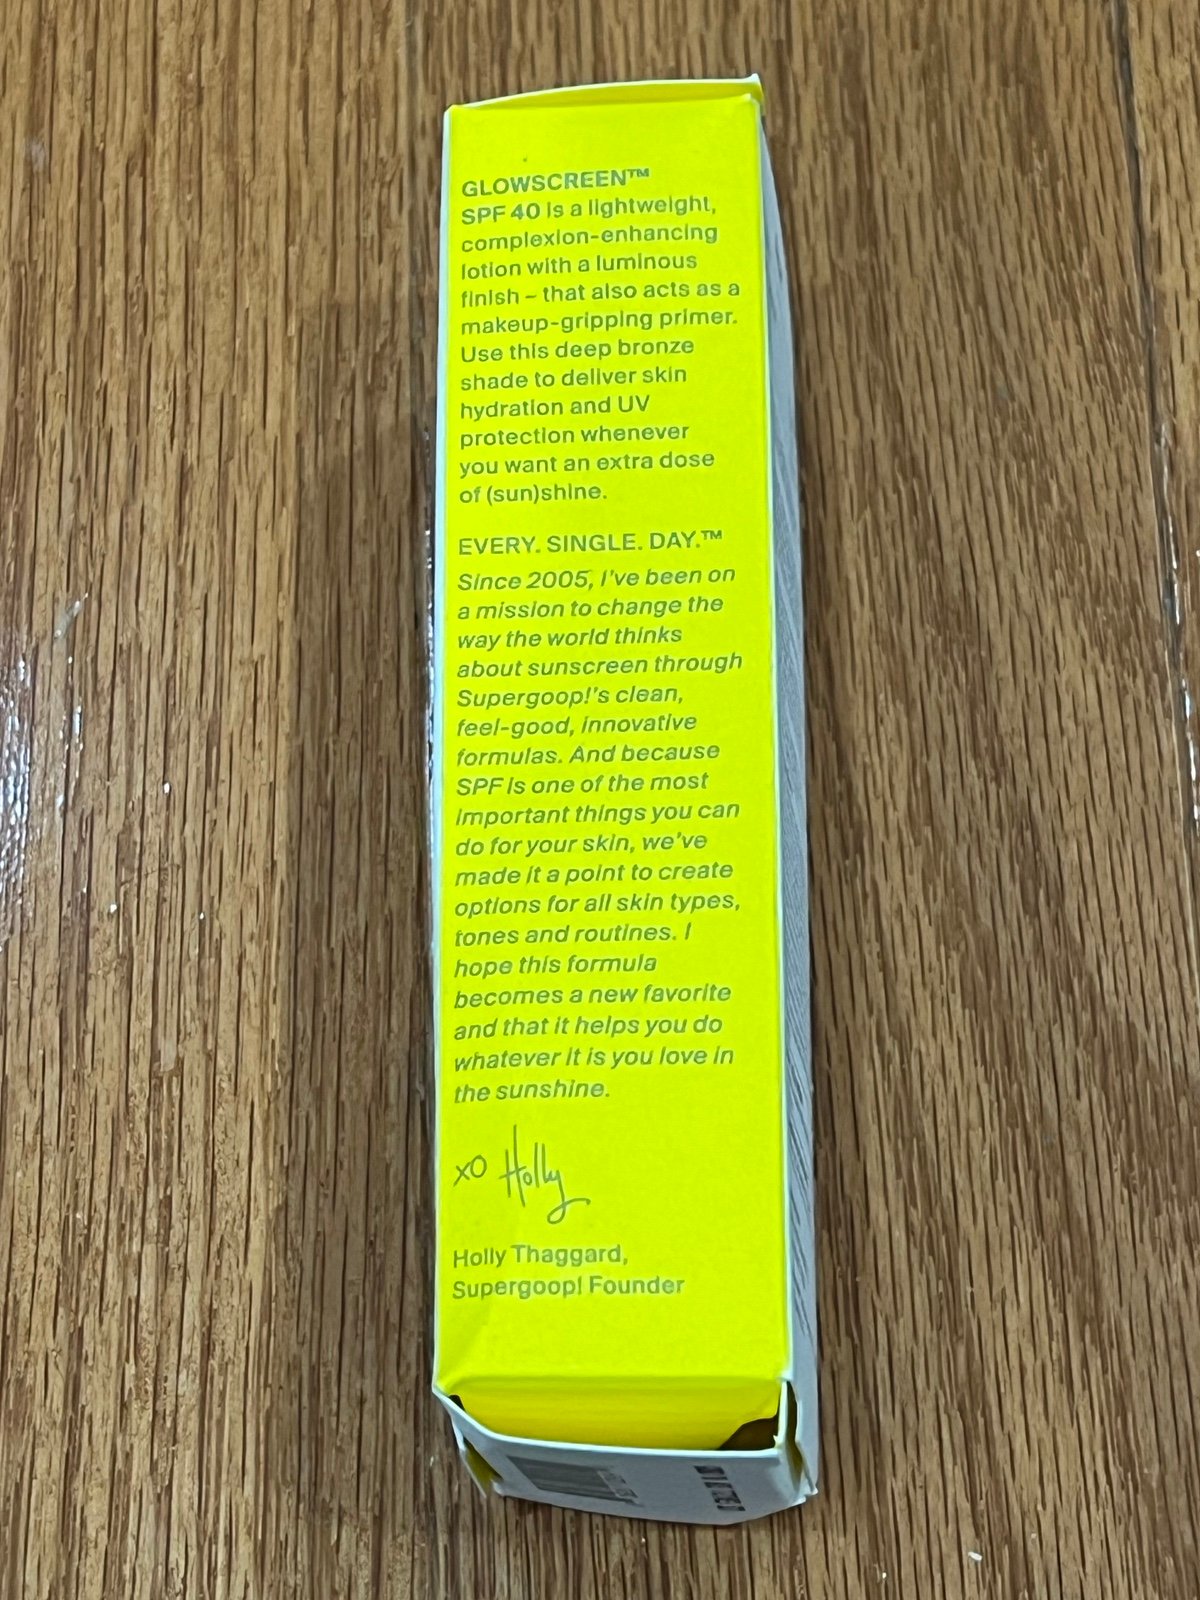 GLOWSCREEN™
SPF 40 is a lightweight,
complexion-enhancing
lotion with a luminous
finish – that also acts as a
makeup-gripping primer.
Use this deep bronze
shade to deliver skin
hydration and UV
protection whenever
you want an extra dose
of (sun)shine.
EVERY. SINGLE. DAY.™
Since 2005, I've been on
a mission to change the
way the world thinks
about sunscreen through
Supergoop!'s clean,
feel-good, innovative
formulas. And because
SPF is one of the most
important things you can
do for your skin, we've
made it a point to create
options for all skin types,
tones and routines. I
hope this formula
becomes a new favorite
and that it helps you do
whatever it is you love in
the sunshine.
xo Holly
Holly Thaggard,
Supergoop! Founder